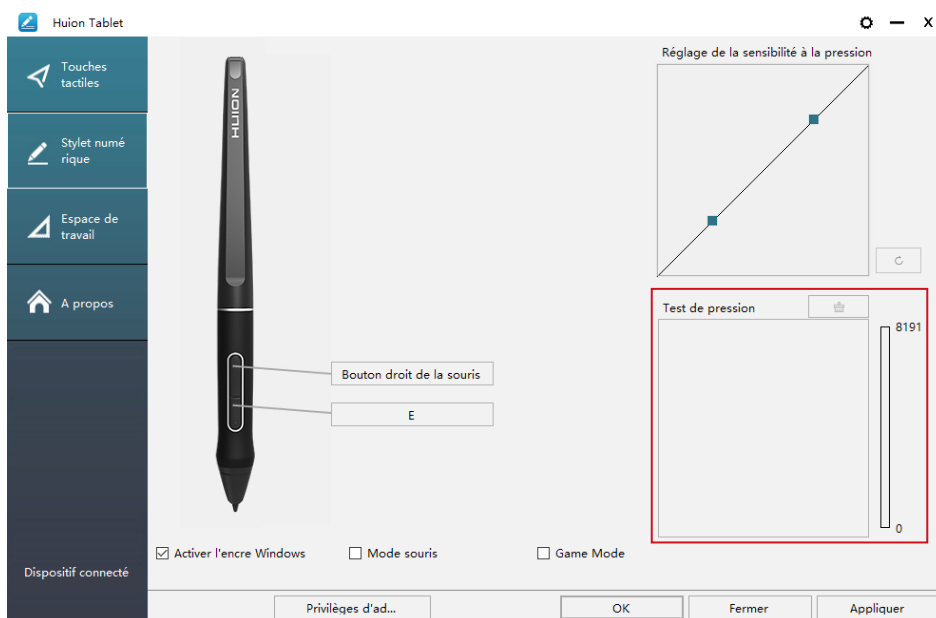 Huion Tablet
Touches
tactiles
Stylet numé
rique
Espace de
travail
A propos
Dispositif connecté
HUION
Bouton droit de la souris
E
Réglage de la sensibilité à la pression
Test de pression
8191
0
Activer l'encre Windows
Mode souris
Game Mode
Privilèges d'ad...
OK
Fermer
Appliquer